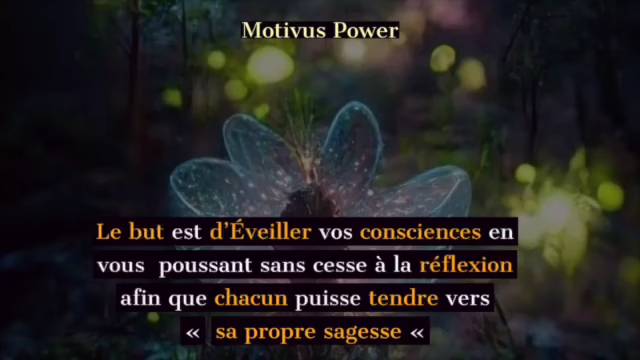 Motivus Power
Le but est d’Éveiller vos consciences en
vous poussant sans cesse à la réflexion
afin que chacun puisse tendre vers
« sa propre sagesse «